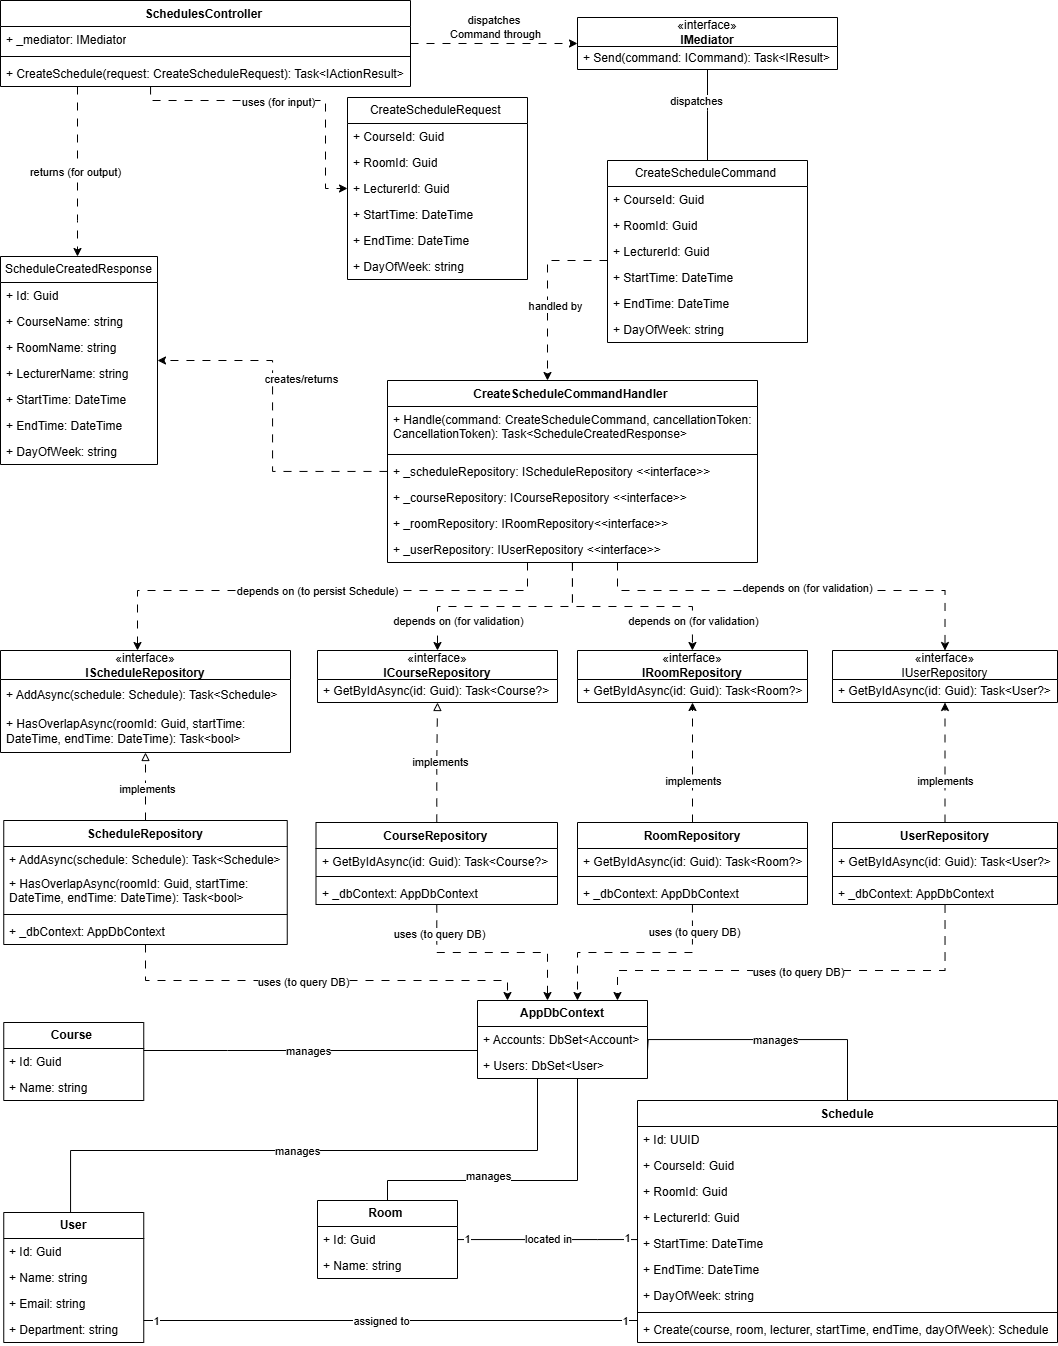 SchedulesController
+ _mediator: IMediator
+ CreateSchedule(request: CreateScheduleRequest): Task<IActionResult>
dispatches
Command through
«interface»
IMediator
+ Send(command: ICommand): Task<IResult>
dispatches
uses (for input)
returns (for output)
CreateScheduleRequest
+ CourseId: Guid
+ RoomId: Guid
+ LecturerId: Guid
+ StartTime: DateTime
+ EndTime: DateTime
+ DayOfWeek: string
CreateScheduleCommand
+ CourseId: Guid
+ RoomId: Guid
+ LecturerId: Guid
+ StartTime: DateTime
+ EndTime: DateTime
+ DayOfWeek: string
handled by
ScheduleCreatedResponse
+ Id: Guid
+ CourseName: string
+ RoomName: string
+ LecturerName: string
+ StartTime: DateTime
+ EndTime: DateTime
+ DayOfWeek: string
creates/returns
CreateScheduleCommandHandler
+ Handle(command: CreateScheduleCommand, cancellationToken:
CancellationToken): Task<ScheduleCreatedResponse>
+ _scheduleRepository: IScheduleRepository <<interface>>
+ _courseRepository: ICourseRepository <<interface>>
+ _roomRepository: IRoomRepository<<interface>>
+ _userRepository: IUserRepository <<interface>>
depends on (to persist Schedule)
depends on (for validation)
depends on (for validation)
depends on (for validation)
«interface»
IScheduleRepository
+ AddAsync(schedule: Schedule): Task<Schedule>
+ HasOverlapAsync(roomId: Guid, startTime:
DateTime, endTime: DateTime): Task<bool>
«interface»
ICourseRepository
+ GetByIdAsync(id: Guid): Task<Course?>
«interface»
IRoomRepository
+ GetByIdAsync(id: Guid): Task<Room?>
«interface»
IUserRepository
+ GetByIdAsync(id: Guid): Task<User?>
implements
implements
implements
implements
ScheduleRepository
+ AddAsync(schedule: Schedule): Task<Schedule>
+ HasOverlapAsync(roomId: Guid, startTime:
DateTime, endTime: DateTime): Task<bool>
+ _dbContext: AppDbContext
CourseRepository
+ GetByIdAsync(id: Guid): Task<Course?>
+ _dbContext: AppDbContext
RoomRepository
+ GetByIdAsync(id: Guid): Task<Room?>
+ _dbContext: AppDbContext
UserRepository
+ GetByIdAsync(id: Guid): Task<User?>
+ _dbContext: AppDbContext
uses (to query DB)
uses (to query DB)
uses (to query DB)
uses (to query DB)
AppDbContext
+ Accounts: DbSet<Account>
+ Users: DbSet<User>
Course
+ Id: Guid
+ Name: string
manages
manages
manages
manages
Schedule
+ Id: UUID
+ CourseId: Guid
+ RoomId: Guid
+ LecturerId: Guid
+ StartTime: DateTime
+ EndTime: DateTime
+ DayOfWeek: string
+ Create(course, room, lecturer, startTime, endTime, dayOfWeek): Schedule
User
+ Id: Guid
+ Name: string
+ Email: string
+ Department: string
Room
+ Id: Guid
+ Name: string
1
located in
1
1
assigned to
1